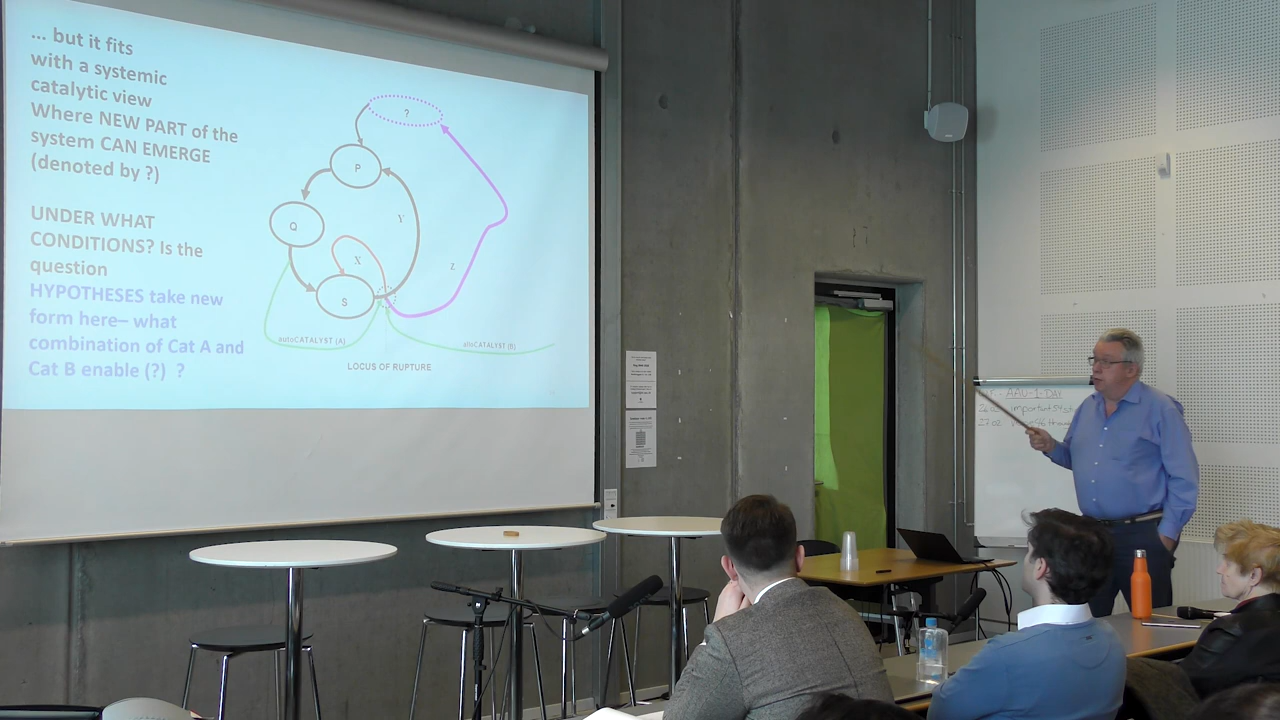 ... but it fits
with a systemic
catalytic view
Where NEW PART of the
system CAN EMERGE
(denoted by ?)
UNDER WHAT
CONDITIONS? Is the
question
HYPOTHESES take new
form here– what
combination of Cat A and
Cat B enable (?) ?
?
P
Q
Y
X
Z
S
autoCATALYST (A)
alloCATALYST (B)
LOCUS OF RUPTURE
AAU-1-DAY
important